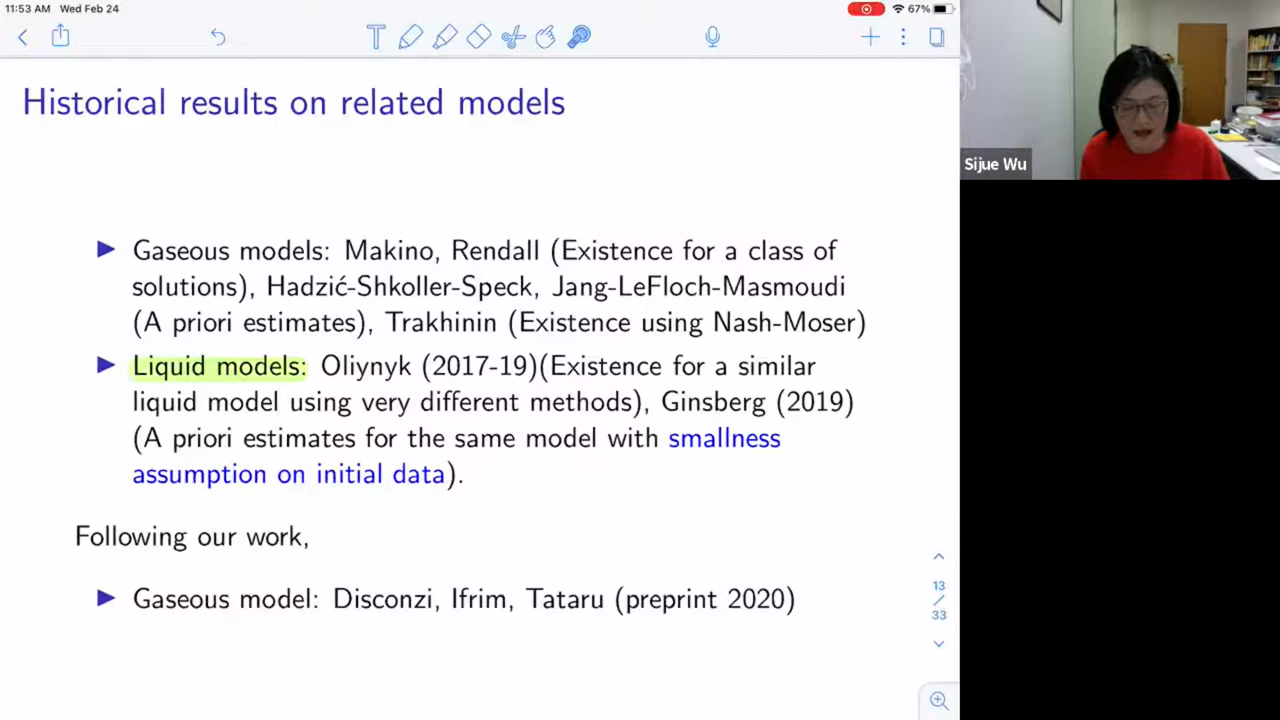 11:53 AM Wed Feb 24
67%
Historical results on related models
Sijue Wu
Gaseous models: Makino, Rendall (Existence for a class of
solutions), Hadzić-Shkoller-Speck, Jang-LeFloch-Masmoudi
(A priori estimates), Trakhinin (Existence using Nash-Moser)
Liquid models: Oliynyk (2017-19)(Existence for a similar
liquid model using very different methods), Ginsberg (2019)
(A priori estimates for the same model with smallness
assumption on initial data).
Following our work,
Gaseous model: Disconzi, Ifrim, Tataru (preprint 2020)
13
/
33